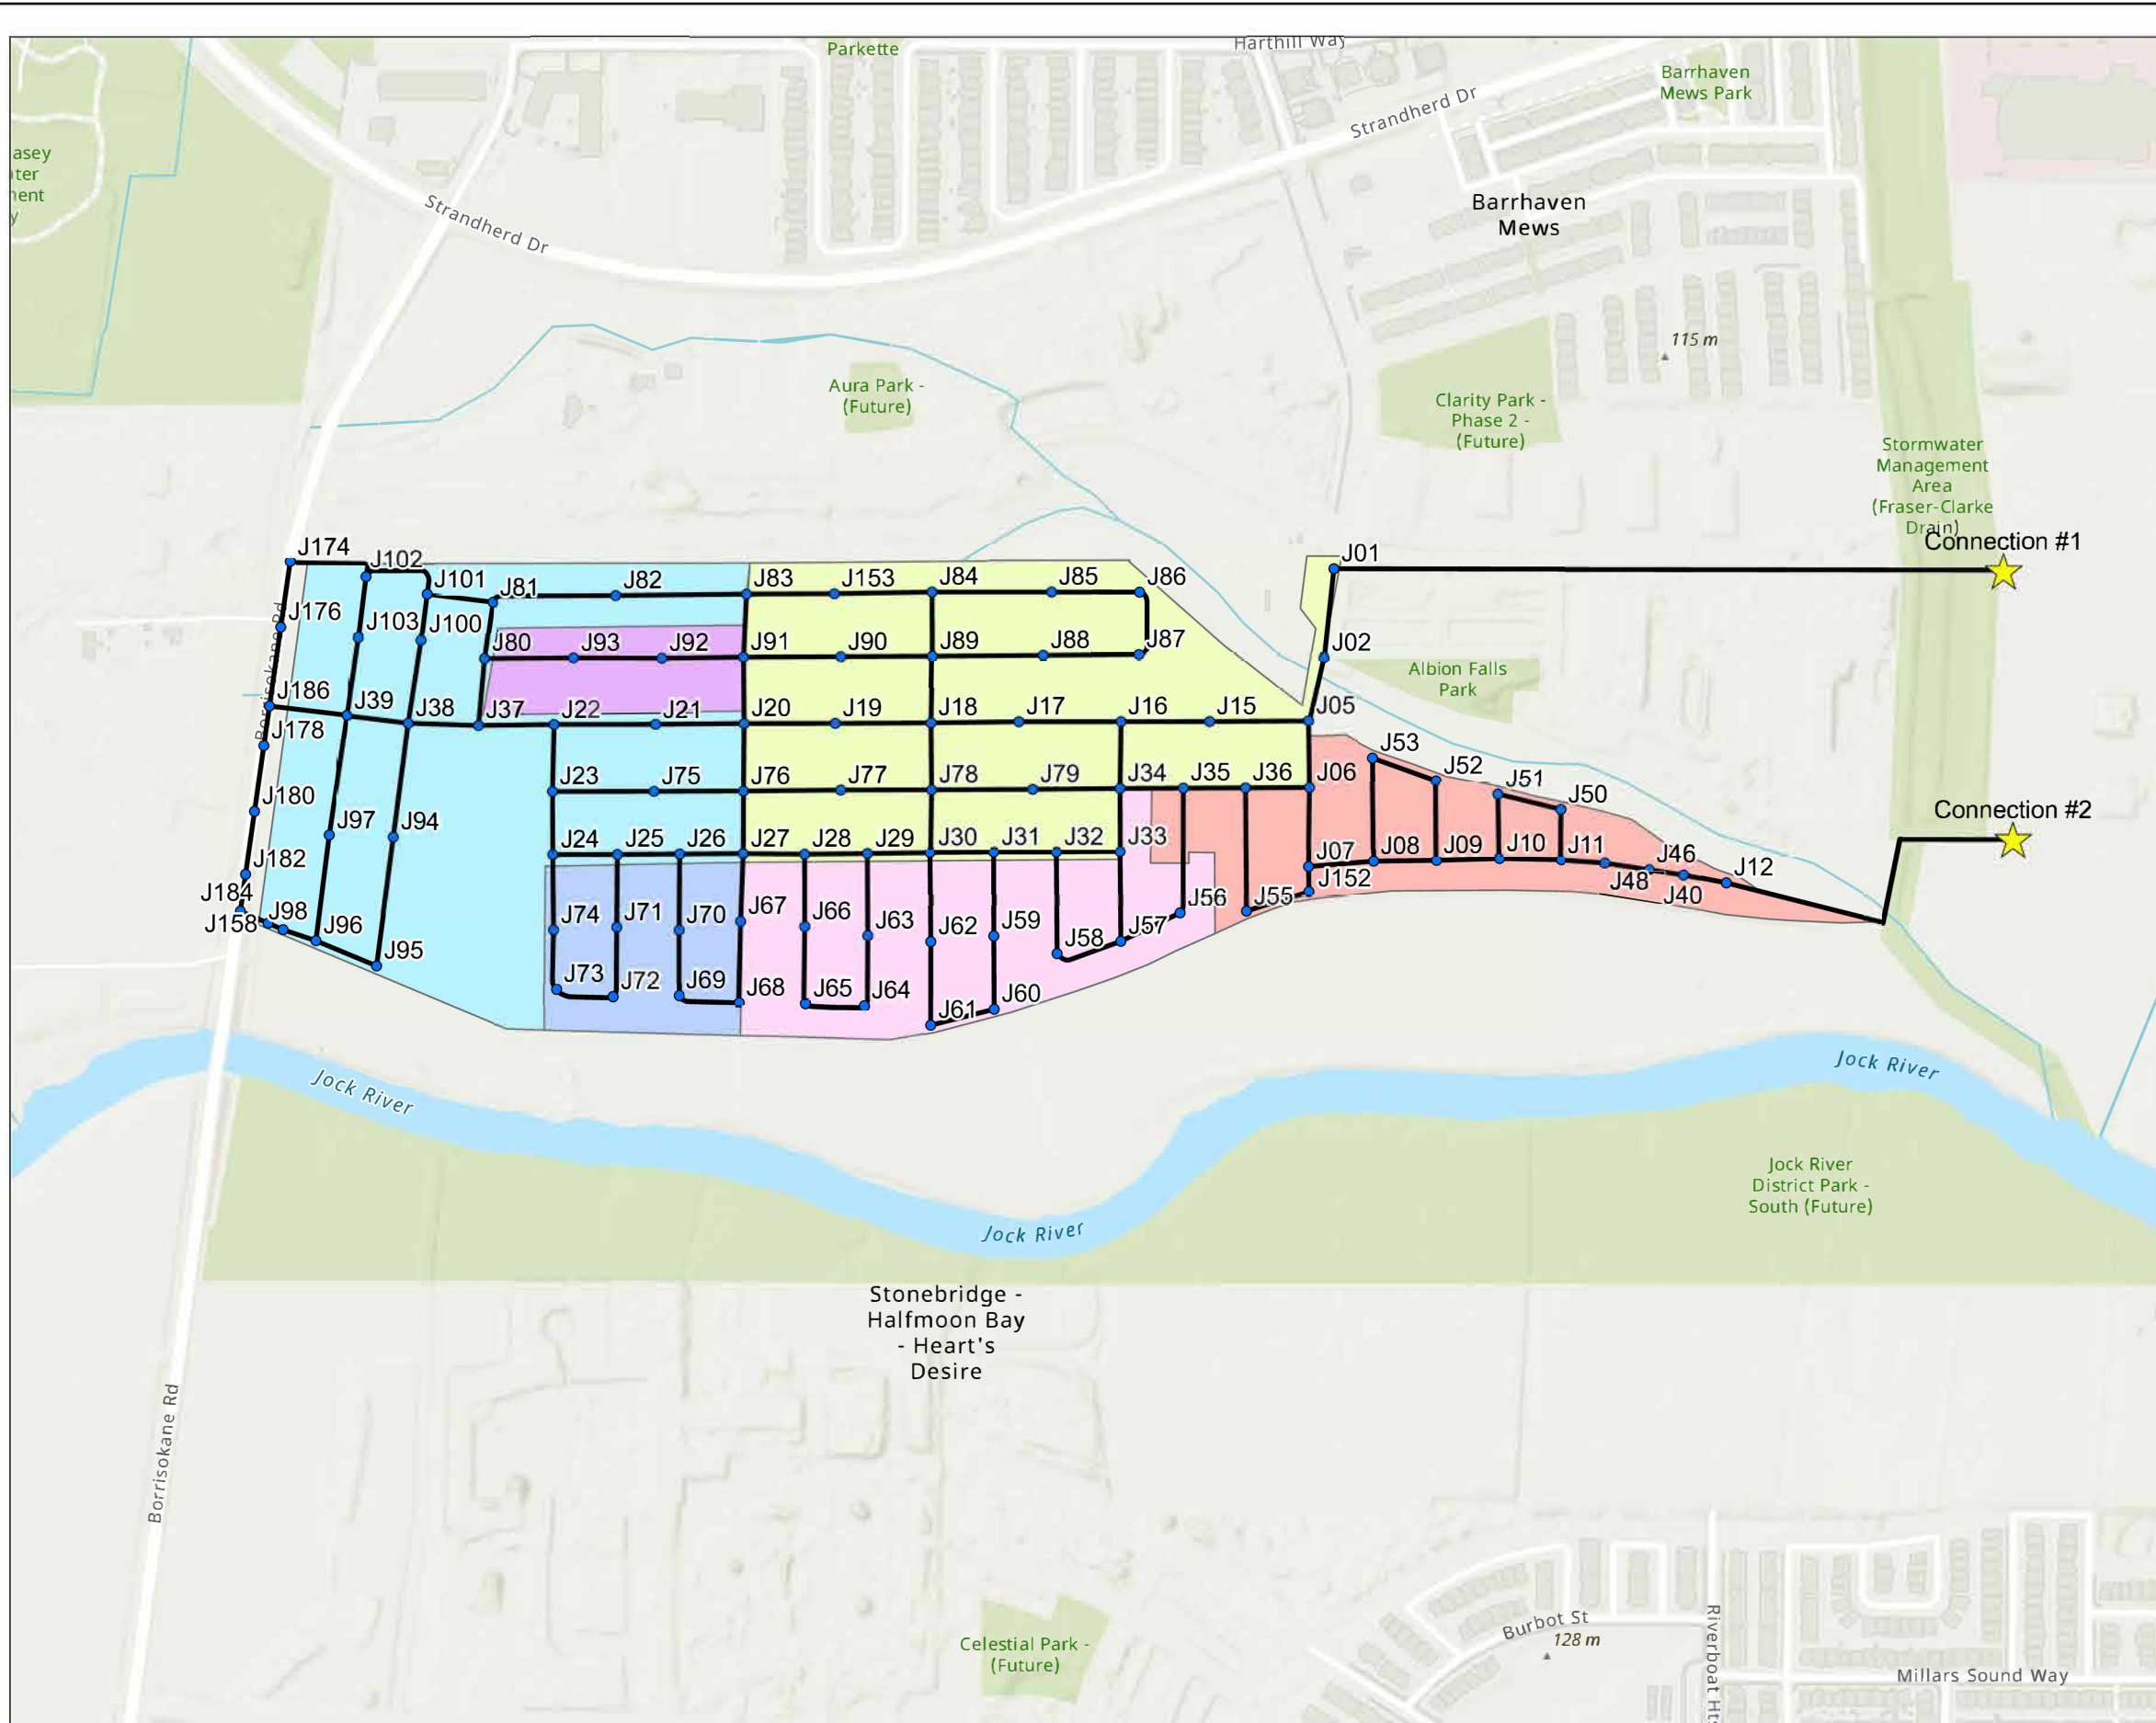 Parkette
Harthill Way
Barrhaven
Mews Park
Strandherd Dr
asey
ter
ent
y
Strandherd Dr
Barrhaven
Mews
115 m
Aura Park -
(Future)
Clarity Park -
Phase 2 -
(Future)
Stormwater
Management
Area
(Fraser-Clarke
Drain)
Connection #1
J174
J102
J101
J81
J82
J83
J153
J84
J85
J86
J01
J176
J103
J100
J80
J93
J92
J91
J90
J89
J88
J87
J02
Albion Falls
Park
Borrisokane Rd
J186
J39
J38
J37
J22
J21
J20
J19
J18
J17
J16
J15
J05
J178
J53
J52
J51
J50
J180
J23
J75
J76
J77
J78
J79
J34
J35
J36
J06
Connection #2
J97
J94
J182
J24
J25
J26
J27
J28
J29
J30
J31
J32
J33
J07
J08
J09
J10
J11
J46
J12
J48
J40
J152
J184
J158
J98
J96
J95
J74
J71
J70
J67
J66
J63
J62
J59
J58
J57
J56
J55
J73
J72
J69
J68
J65
J64
J61
J60
Jock River
Jock River
Jock River
Jock River
District Park -
South (Future)
Stonebridge -
Halfmoon Bay
- Heart's
Desire
Borrisokane Rd
Celestial Park -
(Future)
Burbot St
128 m
Riverboat Hts
Millars Sound Way